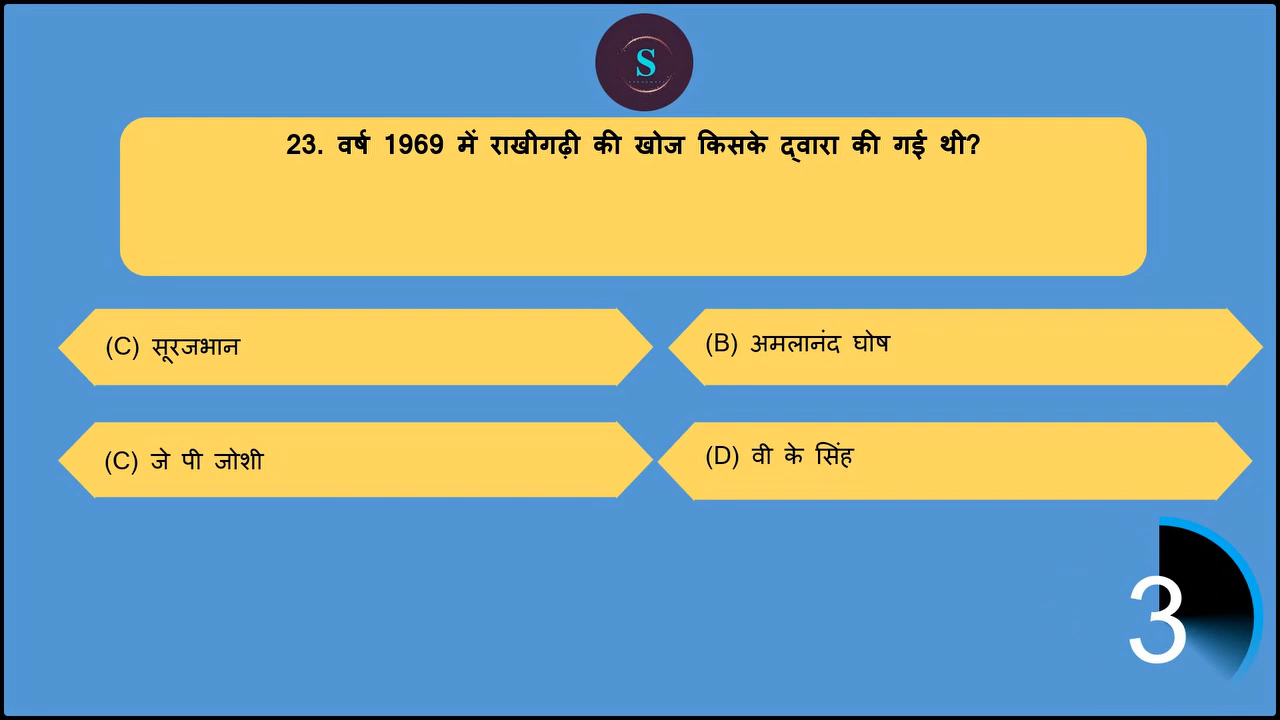 S
23. वर्ष 1969 में राखीगढ़ी की खोज किसके द्वारा की गई थी?
(C) सूरजभान
(B) अमलानंद घोष
(C) जे पी जोशी
(D) वी के सिंह
3